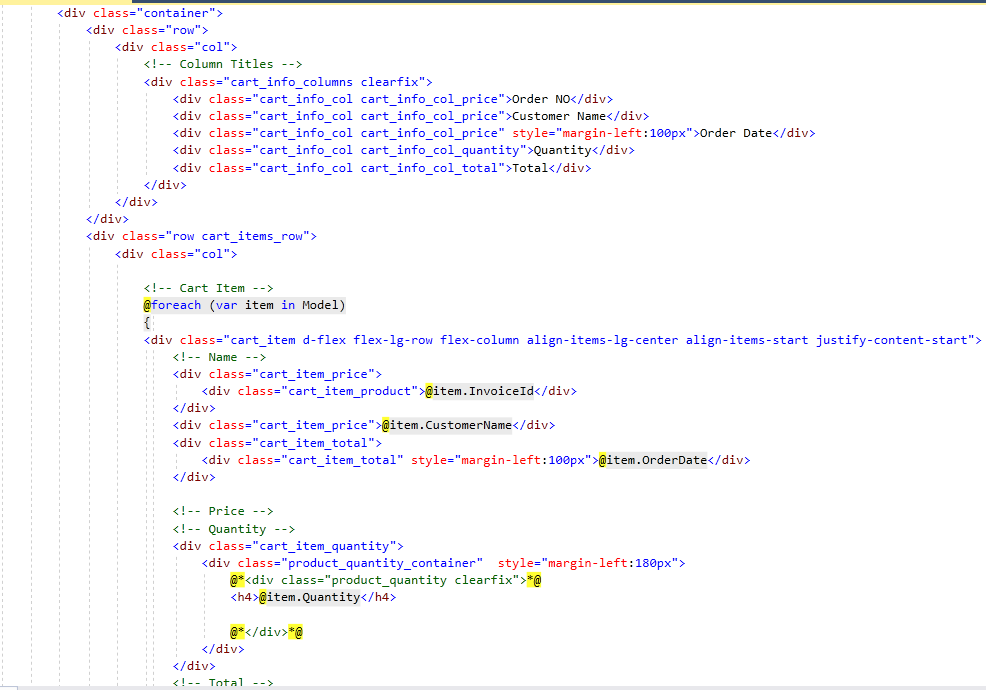 <div class="container">
<div class="row">
<div class="col">
<!-- Column Titles -->
<div class="cart_info_columns clearfix">
<div class="cart_info_col cart_info_col_price">Order NO</div>
<div class="cart_info_col cart_info_col_price">Customer Name</div>
<div class="cart_info_col cart_info_col_price" style="margin-left:100px">Order Date</div>
<div class="cart_info_col cart_info_col_quantity">Quantity</div>
<div class="cart_info_col cart_info_col_total">Total</div>
</div>
</div>
</div>
<div class="row cart_items_row">
<div class="col">
<!-- Cart Item -->
@foreach (var item in Model)
{
<div class="cart_item d-flex flex-lg-row flex-column align-items-lg-center align-items-start justify-content-start">
<!-- Name -->
<div class="cart_item_price">
<div class="cart_item_product">@item.InvoiceId</div>
</div>
<div class="cart_item_price">@item.CustomerName</div>
<div class="cart_item_total">
<div class="cart_item_total" style="margin-left:100px">@item.OrderDate</div>
</div>
<!-- Price -->
<!-- Quantity -->
<div class="cart_item_quantity">
<div class="product_quantity_container"  style="margin-left:180px">
@*<div class="product_quantity clearfix">*@
<h4>@item.Quantity</h4>
@*</div>*@
</div>
</div>
<!-- Total -->